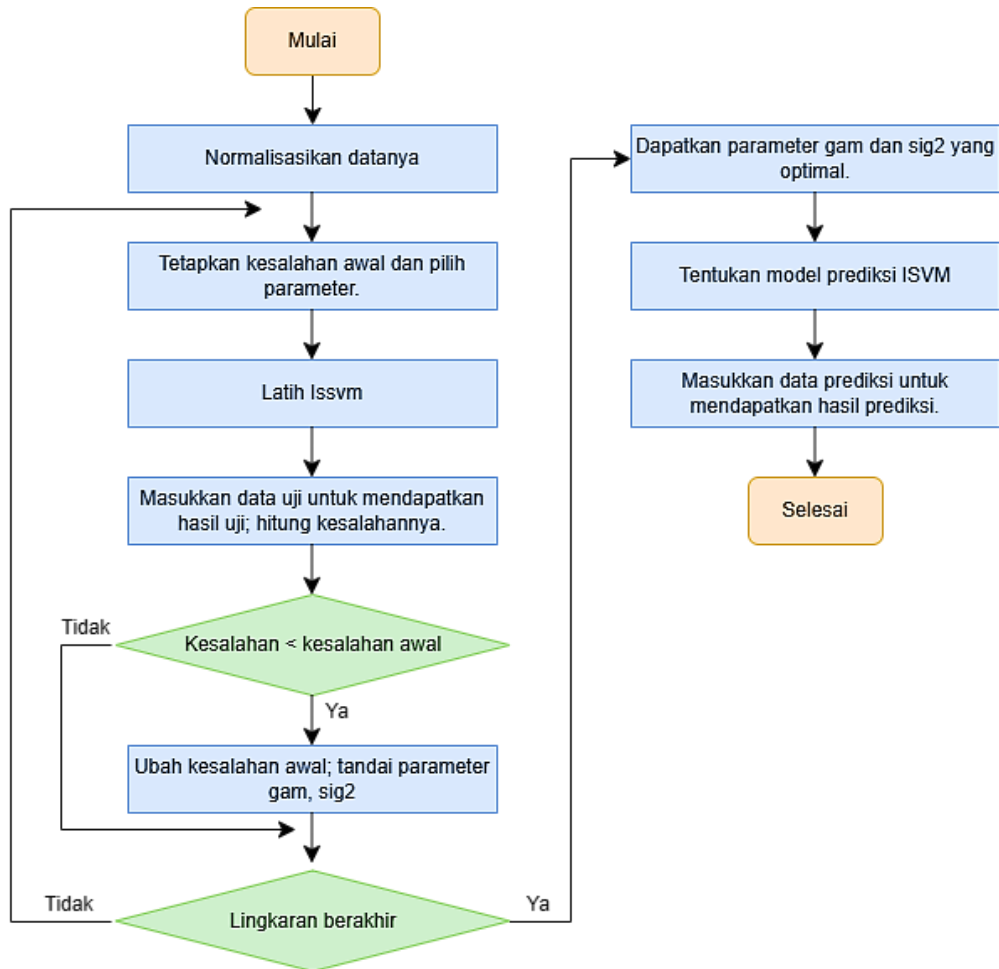 Mulai
Normalisasikan datanya
Tetapkan kesalahan awal dan pilih
parameter.
Latih lssvm
Masukkan data uji untuk mendapatkan
hasil uji; hitung kesalahannya.
Kesalahan < kesalahan awal
Tidak
Ya
Ubah kesalahan awal; tandai parameter
gam, sig2
Lingkaran berakhir
Tidak
Ya
Dapatkan parameter gam dan sig2 yang
optimal.
Tentukan model prediksi ISVM
Masukkan data prediksi untuk
mendapatkan hasil prediksi.
Selesai